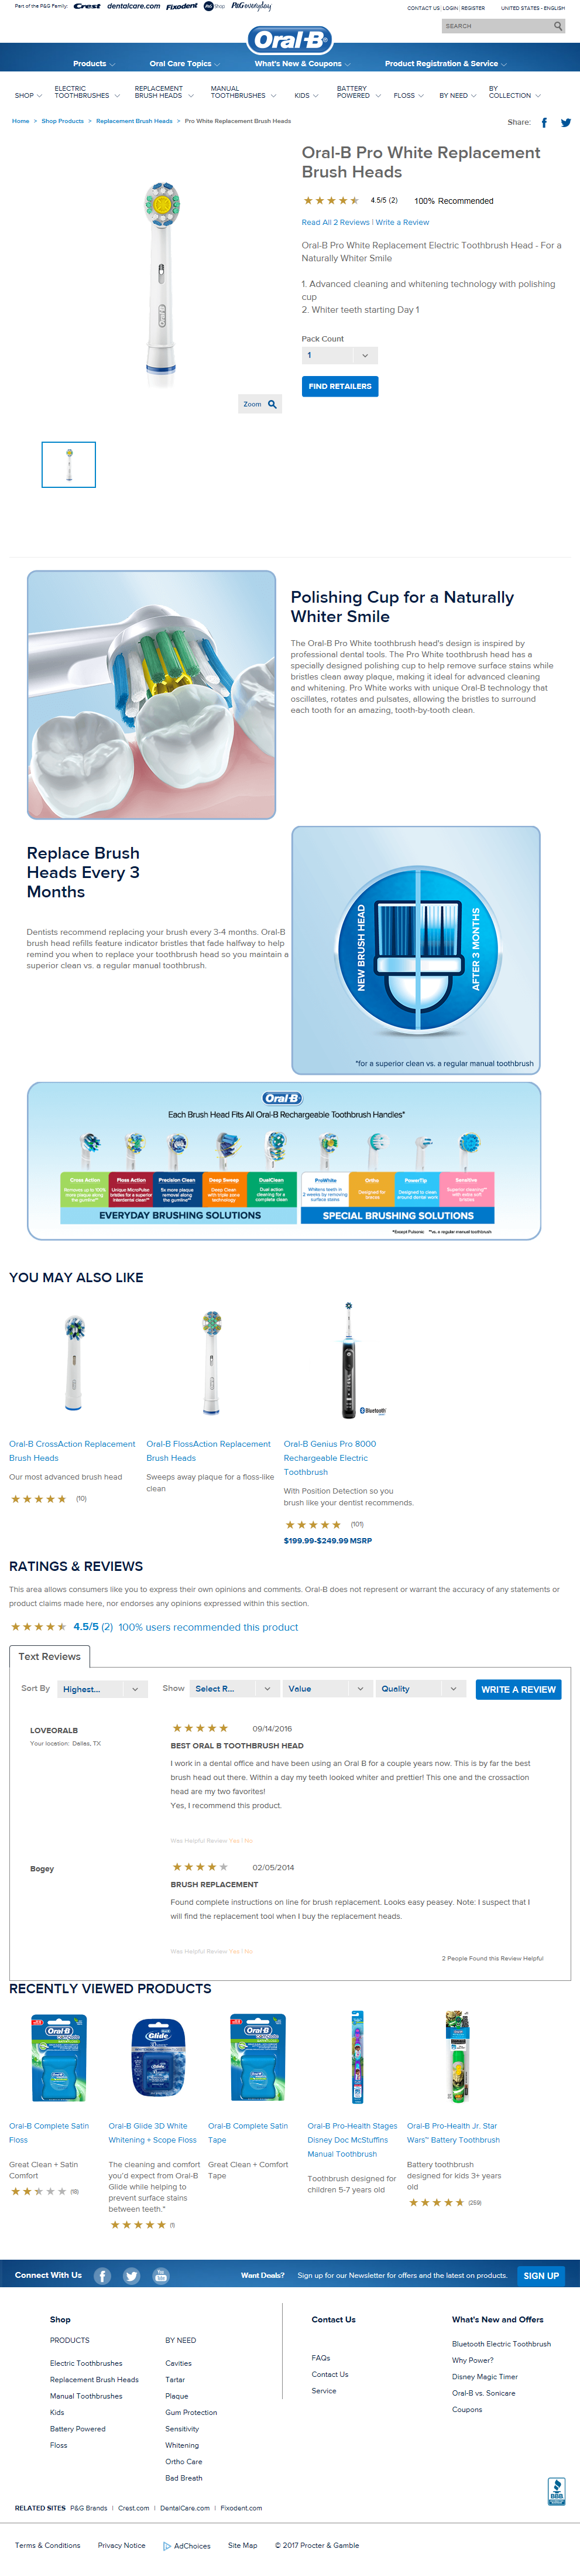 Part of the P&G Family: Crest dentalcare.com Fixodent P&G Shop P&G everyday
CONTACT US | LOGIN | REGISTER UNITED STATES - ENGLISH
SEARCH
Oral-B
Products Oral Care Topics What's New & Coupons Product Registration & Service
SHOP ELECTRIC TOOTHBRUSHES REPLACEMENT BRUSH HEADS MANUAL TOOTHBRUSHES KIDS BATTERY POWERED FLOSS BY NEED BY COLLECTION
Home > Shop Products > Replacement Brush Heads > Pro White Replacement Brush Heads
Share:
Oral-B Pro White Replacement
Brush Heads
4.5/5 (2) 100% Recommended
Read All 2 Reviews | Write a Review
Oral-B Pro White Replacement Electric Toothbrush Head - For a
Naturally Whiter Smile
1. Advanced cleaning and whitening technology with polishing
cup
2. Whiter teeth starting Day 1
Pack Count
1
FIND RETAILERS
Zoom
Polishing Cup for a Naturally
Whiter Smile
The Oral-B Pro White toothbrush head's design is inspired by
professional dental tools. The Pro White toothbrush head has a
specially designed polishing cup to help remove surface stains while
bristles clean away plaque, making it ideal for advanced cleaning
and whitening. Pro White works with unique Oral-B technology that
oscillates, rotates and pulsates, allowing the bristles to surround
each tooth for an amazing, tooth-by-tooth clean.
Replace Brush
Heads Every 3
Months
Dentists recommend replacing your brush every 3-4 months. Oral-B
brush head refills feature indicator bristles that fade halfway to help
remind you when to replace your toothbrush head so you maintain a
superior clean vs. a regular manual toothbrush.
NEW BRUSH HEAD
AFTER 3 MONTHS
*for a superior clean vs. a regular manual toothbrush
Oral-B
Each Brush Head Fits All Oral-B Rechargeable Toothbrush Handles*
Cross Action Floss Action Precision Clean Deep Sweep DualClean ProWhite Ortho PowerTip Sensitive
EVERYDAY BRUSHING SOLUTIONS SPECIAL BRUSHING SOLUTIONS
*Except Pulsonic **vs. a regular manual toothbrush
YOU MAY ALSO LIKE
Bluetooth
Oral-B CrossAction Replacement
Brush Heads
Our most advanced brush head
(10)
Oral-B FlossAction Replacement
Brush Heads
Sweeps away plaque for a floss-like
clean
Oral-B Genius Pro 8000
Rechargeable Electric
Toothbrush
With Position Detection so you
brush like your dentist recommends.
(101)
$199.99-$249.99 MSRP
RATINGS & REVIEWS
This area allows consumers like you to express their own opinions and comments. Oral-B does not represent or warrant the accuracy of any statements or
product claims made here, nor endorses any opinions expressed within this section.
4.5/5 (2) 100% users recommended this product
Text Reviews
Sort By Highest... Show Select R... Value Quality WRITE A REVIEW
LOVEORALB
Your location: Dallas, TX
09/14/2016
BEST ORAL B TOOTHBRUSH HEAD
I work in a dental office and have been using an Oral B for a couple years now. This is by far the best
brush head out there. Within a day my teeth looked whiter and prettier! This one and the crossaction
head are my two favorites!
Yes, I recommend this product.
Was Helpful Review Yes | No
Bogey
02/05/2014
BRUSH REPLACEMENT
Found complete instructions on line for brush replacement. Looks easy peasey. Note: I suspect that I
will find the replacement tool when I buy the replacement heads.
Was Helpful Review Yes | No
2 People Found this Review Helpful
RECENTLY VIEWED PRODUCTS
Oral-B Complete Satin
Floss
Great Clean + Satin
Comfort
(18)
Oral-B Glide 3D White
Whitening + Scope Floss
The cleaning and comfort
you'd expect from Oral-B
Glide while helping to
prevent surface stains
between teeth.*
(1)
Oral-B Complete Satin
Tape
Great Clean + Comfort
Tape
Oral-B Pro-Health Stages
Disney Doc McStuffins
Manual Toothbrush
Toothbrush designed for
children 5-7 years old
Oral-B Pro-Health Jr. Star
Wars™ Battery Toothbrush
Battery toothbrush
designed for kids 3+ years
old
(259)
Connect With Us Want Deals? Sign up for our Newsletter for offers and the latest on products. SIGN UP
Shop
PRODUCTS
Electric Toothbrushes
Replacement Brush Heads
Manual Toothbrushes
Kids
Battery Powered
Floss
BY NEED
Cavities
Tartar
Plaque
Gum Protection
Sensitivity
Whitening
Ortho Care
Bad Breath
Contact Us
FAQs
Contact Us
Service
What's New and Offers
Bluetooth Electric Toothbrush
Why Power?
Disney Magic Timer
Oral-B vs. Sonicare
Coupons
BBB
RELATED SITES P&G Brands | Crest.com | DentalCare.com | Fixodent.com
Terms & Conditions Privacy Notice AdChoices Site Map © 2017 Procter & Gamble